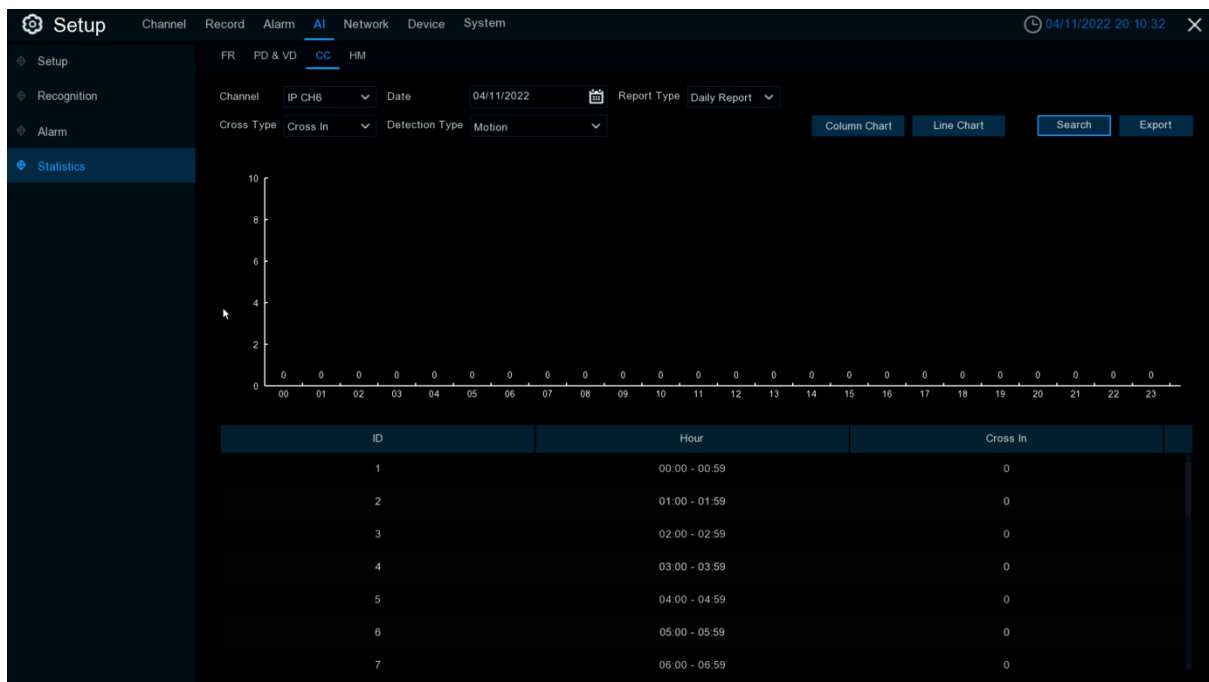 Setup Channel Record Alarm AI Network Device System 04/11/2022 20:10:32
Setup
Recognition
Alarm
Statistics
FR PD & VD CC HM
Channel IP CH6 Date 04/11/2022 Report Type Daily Report
Cross Type Cross In Detection Type Motion Column Chart Line Chart Search Export
10
8
6
4
2
0
0 0 0 0 0 0 0 0 0 0 0 0 0 0 0 0 0 0 0 0 0 0 0 0
00 01 02 03 04 05 06 07 08 09 10 11 12 13 14 15 16 17 18 19 20 21 22 23
ID Hour Cross In
1 00:00 - 00:59 0
2 01:00 - 01:59 0
3 02:00 - 02:59 0
4 03:00 - 03:59 0
5 04:00 - 04:59 0
6 05:00 - 05:59 0
7 06:00 - 06:59 0